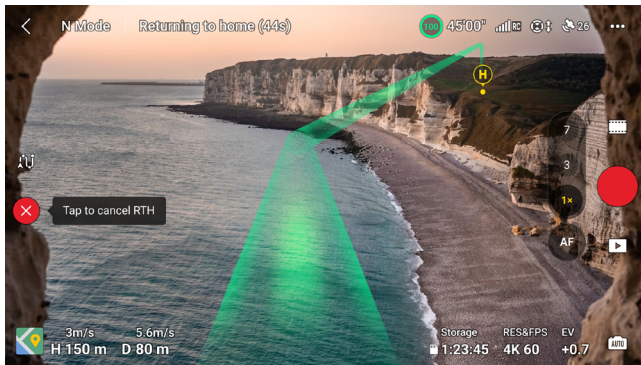 N Mode
Returning to home (44s)
100
45'00"
RC
26
H
7
3
1×
AF
Tap to cancel RTH
3m/s
5.6m/s
H 150 m
D 80 m
Storage
RES&FPS
EV
1:23:45
4K 60
+0.7
AUTO